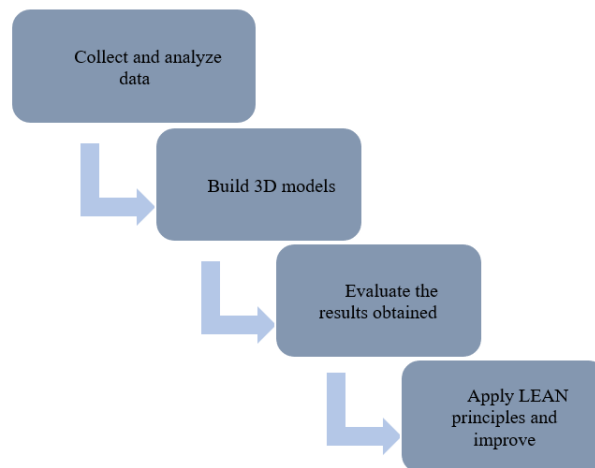 Collect and analyze
data
Build 3D models
Evaluate the
results obtained
Apply LEAN
principles and
improve